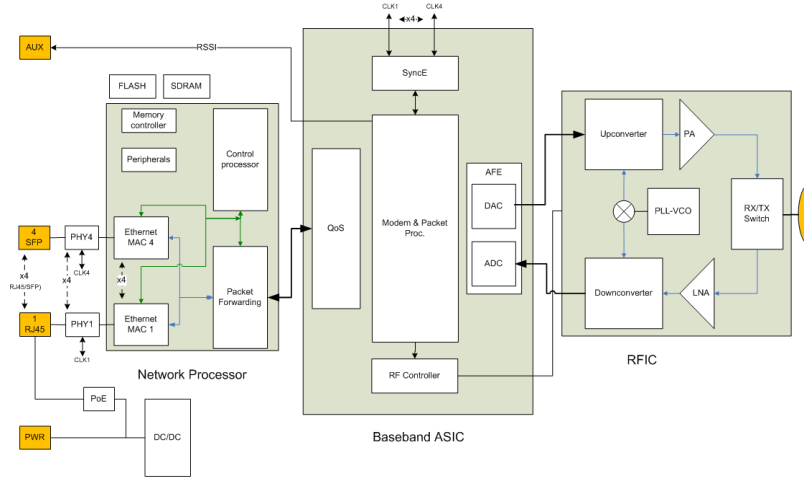 CLK1
CLK4
x4
AUX
RSSI
SyncE
FLASH
SDRAM
Memory
controller
Control
processor
Peripherals
QoS
Modem & Packet
Proc.
AFE
DAC
ADC
Upconverter
PA
PLL-VCO
RX/TX
Switch
Downconverter
LNA
RFIC
4
SFP
PHY4
Ethernet
MAC 4
CLK4
x4
RJ45/SFP)
x4
x4
Packet
Forwarding
1
RJ45
PHY1
Ethernet
MAC 1
CLK1
Network Processor
RF Controller
PoE
PWR
DC/DC
Baseband ASIC